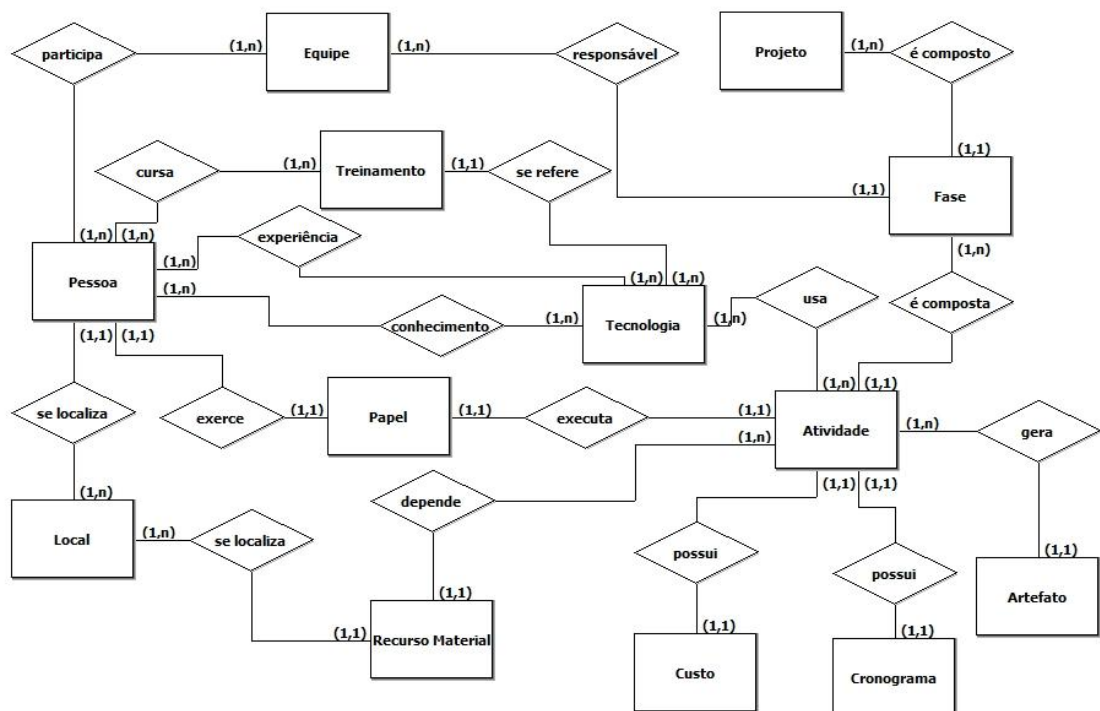 participa (1,n) Equipe (1,n) responsável Projeto (1,n) é composto
(1,1)
cursa (1,n) Treinamento (1,1) se refere
(1,1) Fase
(1,n) (1,n) experiência (1,n)
(1,n)
Pessoa (1,n) (1,n)
(1,n) conhecimento (1,n) Tecnologia (1,n) usa é composta
(1,1) (1,1)
(1,n) (1,1)
se localiza exerce (1,1) Papel (1,1) executa (1,1) Atividade (1,n) gera
(1,n)
depende (1,1) (1,1)
(1,n)
Local (1,n) se localiza possui possui (1,1)
(1,1) Artefato
(1,1) Recurso Material (1,1) (1,1)
Custo Cronograma